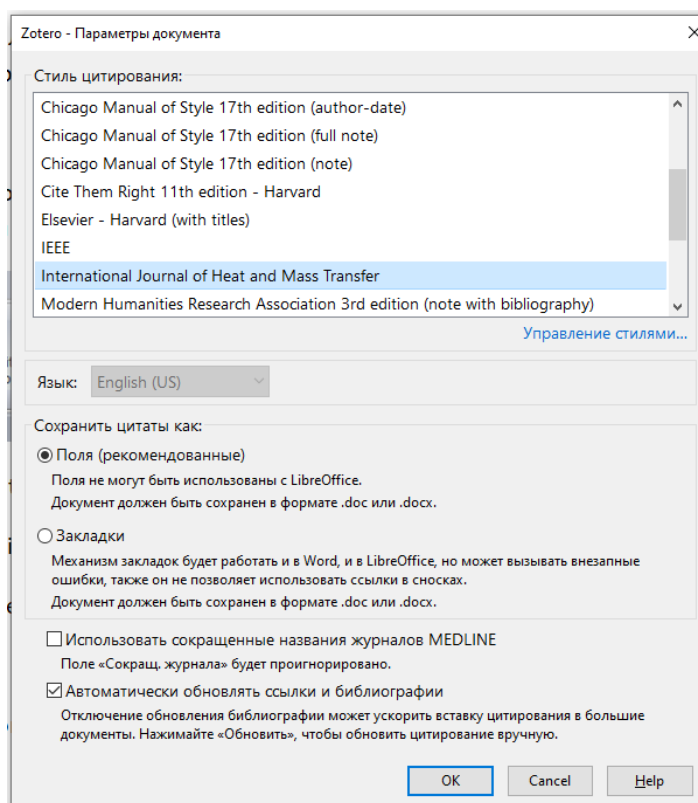 Zotero - Параметры документа
Стиль цитирования:
Chicago Manual of Style 17th edition (author-date)
Chicago Manual of Style 17th edition (full note)
Chicago Manual of Style 17th edition (note)
Cite Them Right 11th edition - Harvard
Elsevier - Harvard (with titles)
IEEE
International Journal of Heat and Mass Transfer
Modern Humanities Research Association 3rd edition (note with bibliography)
Управление стилями...
Язык: English (US)
Сохранить цитаты как:
Поля (рекомендованные)
Поля не могут быть использованы с LibreOffice.
Документ должен быть сохранен в формате .doc или .docx.
Закладки
Механизм закладок будет работать и в Word, и в LibreOffice, но может вызывать внезапные
ошибки, также он не позволяет использовать ссылки в сносках.
Документ должен быть сохранен в формате .doc или .docx.
Использовать сокращенные названия журналов MEDLINE
Поле «Сокращ. журнала» будет проигнорировано.
Автоматически обновлять ссылки и библиографии
Отключение обновления библиографии может ускорить вставку цитирования в большие
документы. Нажимайте «Обновить», чтобы обновить цитирование вручную.
OK Cancel Help